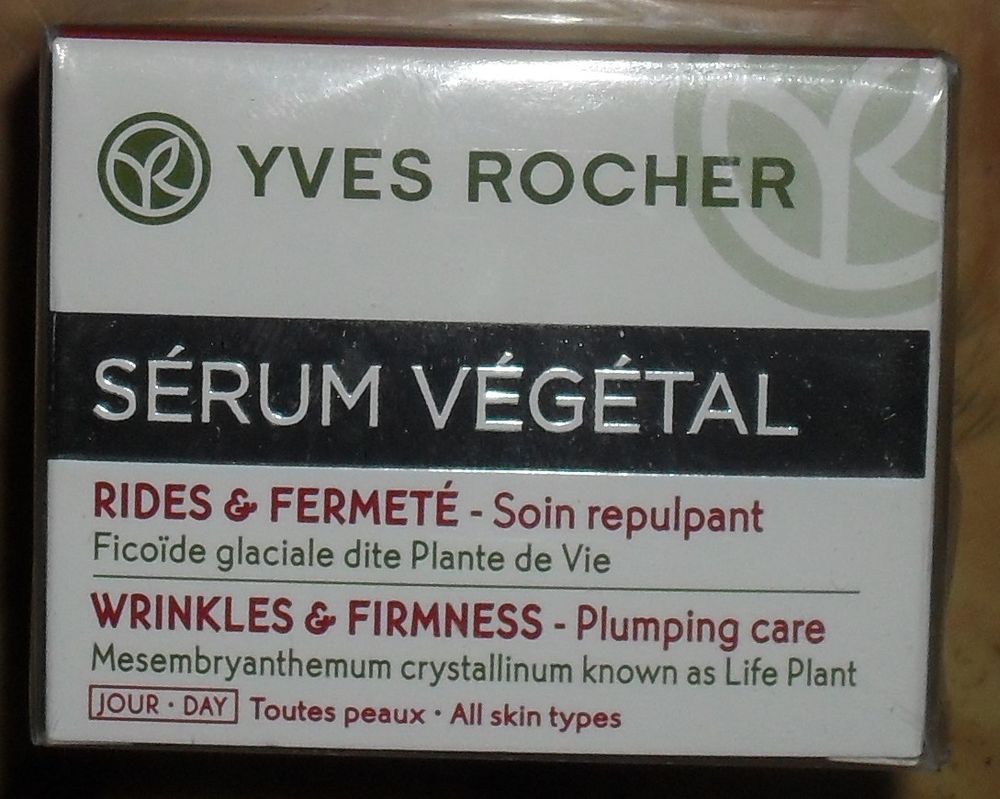 YVES ROCHER
SÉRUM VÉGÉTAL
RIDES & FERMETÉ - Soin repulpant
Ficoïde glaciale dite Plante de Vie
WRINKLES & FIRMNESS - Plumping care
Mesembryanthemum crystallinum known as Life Plant
JOUR · DAY Toutes peaux · All skin types